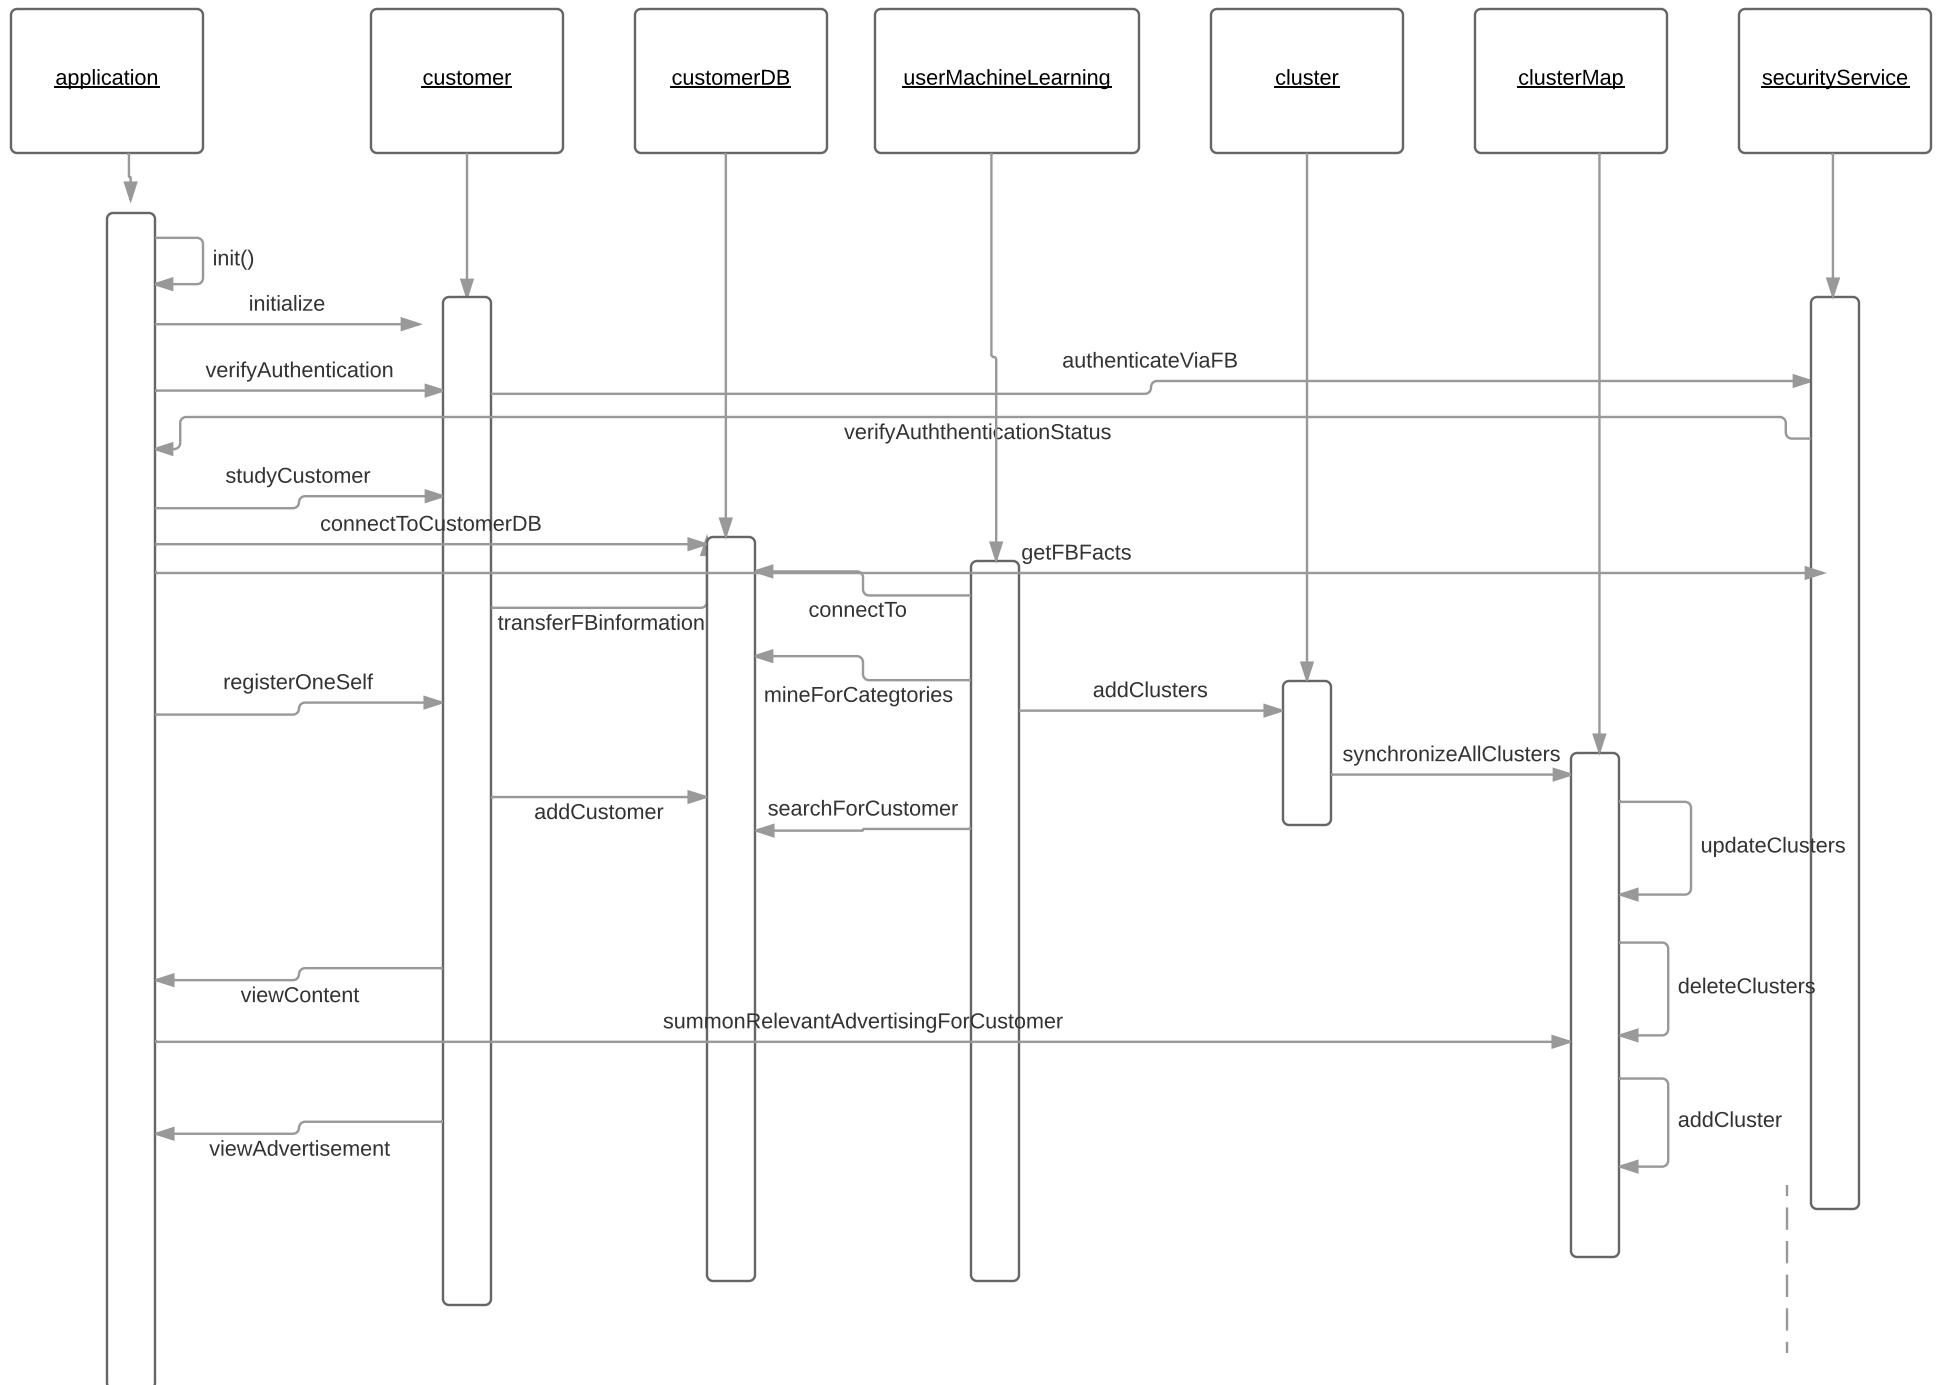 application
customer
customerDB
userMachineLearning
cluster
clusterMap
securityService
init()
initialize
authenticateViaFB
verifyAuthentication
verifyAuththenticationStatus
studyCustomer
connectToCustomerDB
getFBFacts
connectTo
transferFBinformation
registerOneSelf
addClusters
mineForCategtories
synchronizeAllClusters
searchForCustomer
addCustomer
updateClusters
deleteClusters
viewContent
summonRelevantAdvertisingForCustomer
addCluster
viewAdvertisement